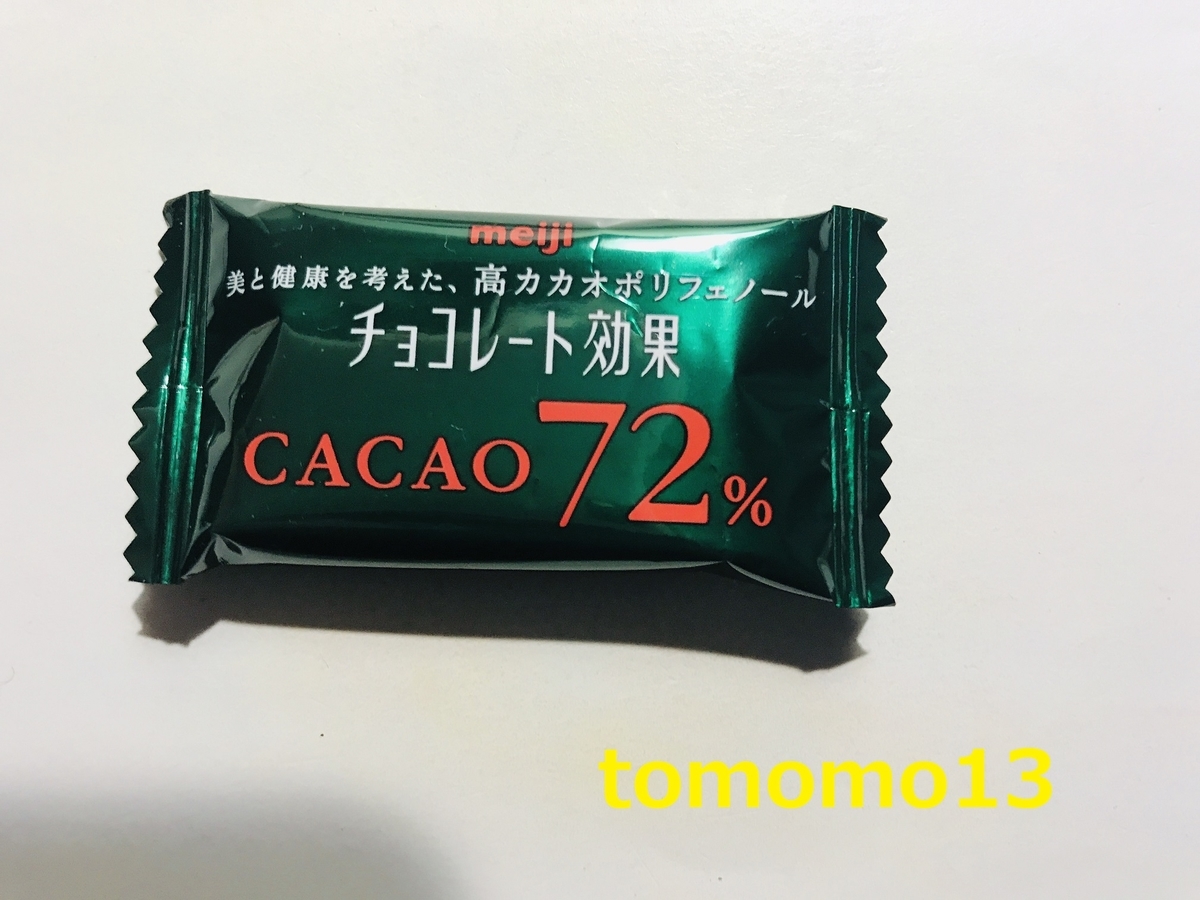 meiji
美と健康を考えた、高カカオポリフェノール
チョコレート効果
CACAO 72%
tomomo13